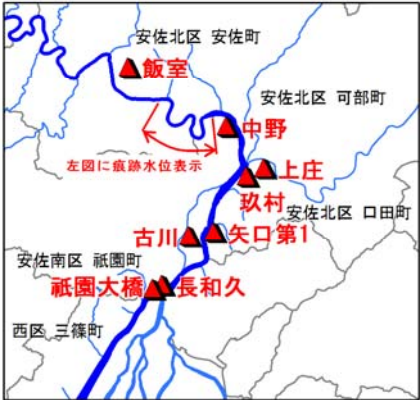 安佐北区 安佐町
飯室
安佐北区 可部町
中野
左図に痕跡水位表示
上庄
玖村
安佐北区 口田町
古川
矢口第1
安佐南区 祇園町
祇園大橋
長和久
西区 三篠町